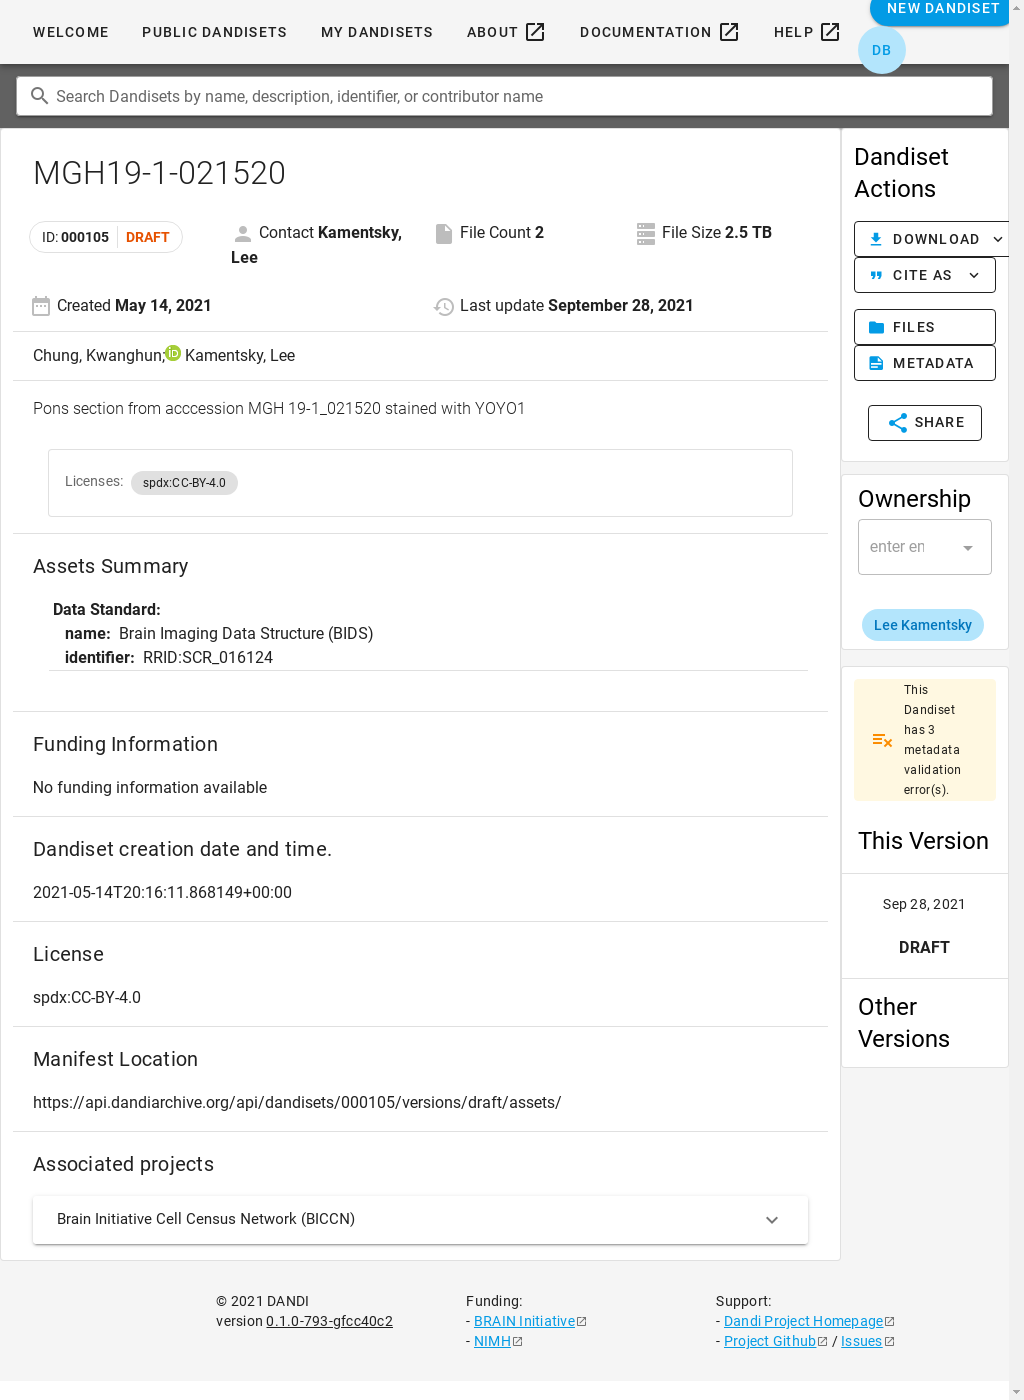 WELCOME PUBLIC DANDISETS MY DANDISETS ABOUT DOCUMENTATION HELP NEW DANDISET
DB
Search Dandisets by name, description, identifier, or contributor name
MGH19-1-021520
ID: 000105 DRAFT
Contact Kamentsky, Lee
File Count 2
File Size 2.5 TB
Created May 14, 2021
Last update September 28, 2021
Chung, Kwanghun; Kamentsky, Lee
Pons section from acccession MGH 19-1_021520 stained with YOYO1
Licenses: spdx:CC-BY-4.0
Assets Summary
Data Standard:
name: Brain Imaging Data Structure (BIDS)
identifier: RRID:SCR_016124
Funding Information
No funding information available
Dandiset creation date and time.
2021-05-14T20:16:11.868149+00:00
License
spdx:CC-BY-4.0
Manifest Location
https://api.dandiarchive.org/api/dandisets/000105/versions/draft/assets/
Associated projects
Brain Initiative Cell Census Network (BICCN)
Dandiset
Actions
DOWNLOAD
CITE AS
FILES
METADATA
SHARE
Ownership
enter en
Lee Kamentsky
This
Dandiset
has 3
metadata
validation
error(s).
This Version
Sep 28, 2021
DRAFT
Other
Versions
© 2021 DANDI
version 0.1.0-793-gfcc40c2
Funding:
- BRAIN Initiative
- NIMH
Support:
- Dandi Project Homepage
- Project Github / Issues